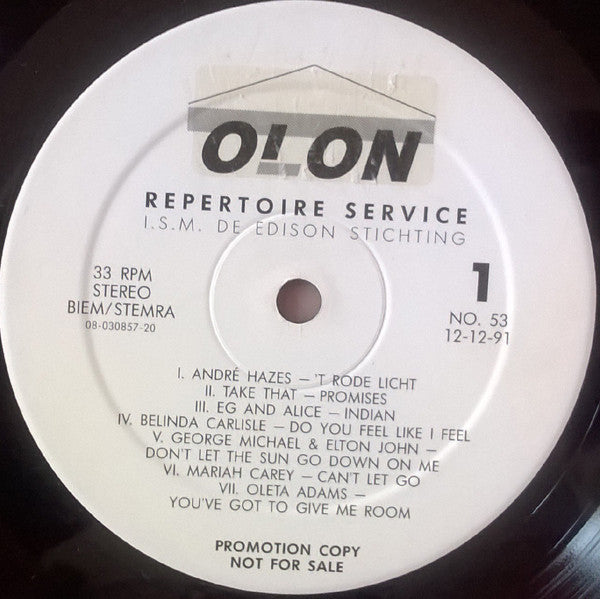 OLON
REPERTOIRE SERVICE
I.S.M. DE EDISON STICHTING
33 RPM
STEREO
BIEM/STEMRA
08-030857-20
1
NO. 53
12-12-91
I. ANDRÉ HAZES – 'T RODE LICHT
II. TAKE THAT – PROMISES
III. EG AND ALICE – INDIAN
IV. BELINDA CARLISLE – DO YOU FEEL LIKE I FEEL
V. GEORGE MICHAEL & ELTON JOHN –
DON'T LET THE SUN GO DOWN ON ME
VI. MARIAH CAREY – CAN'T LET GO
VII. OLETA ADAMS –
YOU'VE GOT TO GIVE ME ROOM
PROMOTION COPY
NOT FOR SALE